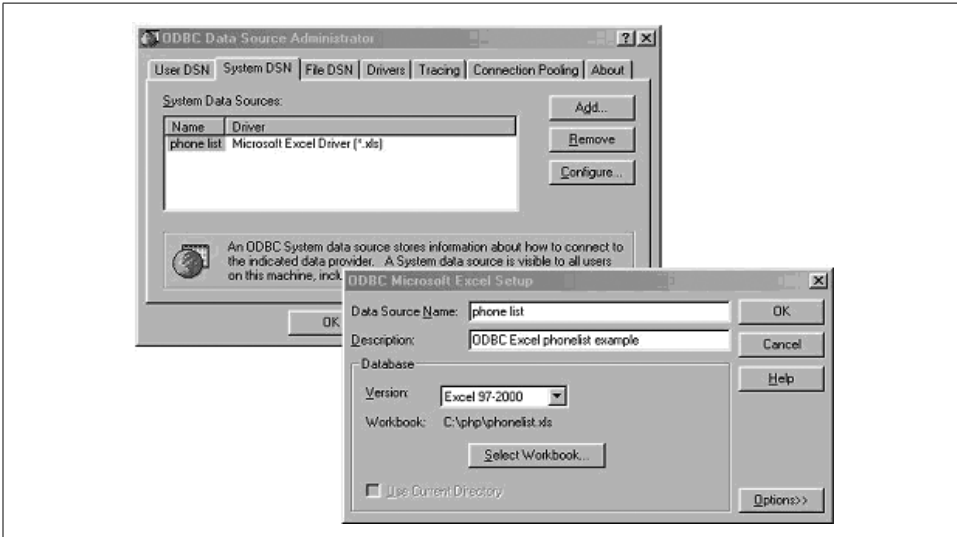 ODBC Data Source Administrator
User DSN System DSN File DSN Drivers Tracing Connection Pooling About
System Data Sources:
Name Driver
phone list Microsoft Excel Driver (*.xls)
Add...
Remove
Configure...
An ODBC System data source stores information about how to connect to
the indicated data provider. A System data source is visible to all users
on this machine, inclu
OK
ODBC Microsoft Excel Setup
Data Source Name: phone list
Description: ODBC Excel phonelist example
Database
Version: Excel 97-2000
Workbook: C:\php\phonelist.xls
Select Workbook...
Use Current Directory
OK
Cancel
Help
Options>>